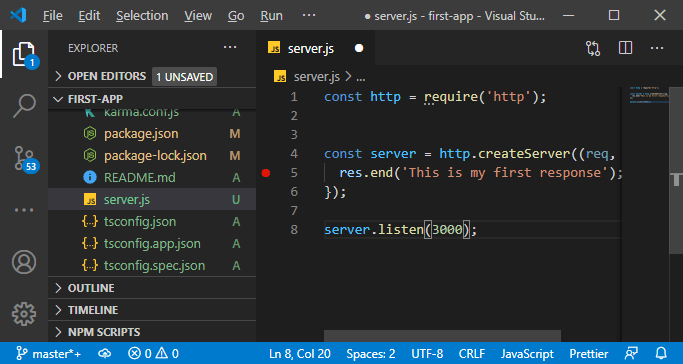 File Edit Selection View Go Run ··· ● server.js - first-app - Visual Stu...
EXPLORER ···
OPEN EDITORS 1 UNSAVED
FIRST-APP
karma.conf.js A
package.json M
package-lock.json M
README.md A
server.js U
tsconfig.json A
tsconfig.app.json A
tsconfig.spec.json A
OUTLINE
TIMELINE
NPM SCRIPTS
1
53
JS server.js ●
JS server.js > ...
1 const http = require('http');
2
3
4 const server = http.createServer((req,
5 res.end('This is my first response');
6 });
7
8 server.listen(3000);
master*+ 0 0 Ln 8, Col 20 Spaces: 2 UTF-8 CRLF JavaScript Prettier